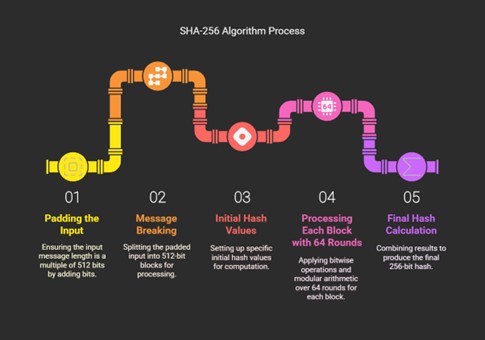 SHA-256 Algorithm Process
64
01
Padding the
Input
Ensuring the input
message length is a
multiple of 512 bits
by adding bits.
02
Message
Breaking
Splitting the padded
input into 512-bit
blocks for
processing.
03
Initial Hash
Values
Setting up specific
initial hash values
for computation.
04
Processing
Each Block
with 64 Rounds
Applying bitwise
operations and
modular arithmetic
over 64 rounds for
each block.
05
Final Hash
Calculation
Combining results to
produce the final
256-bit hash.